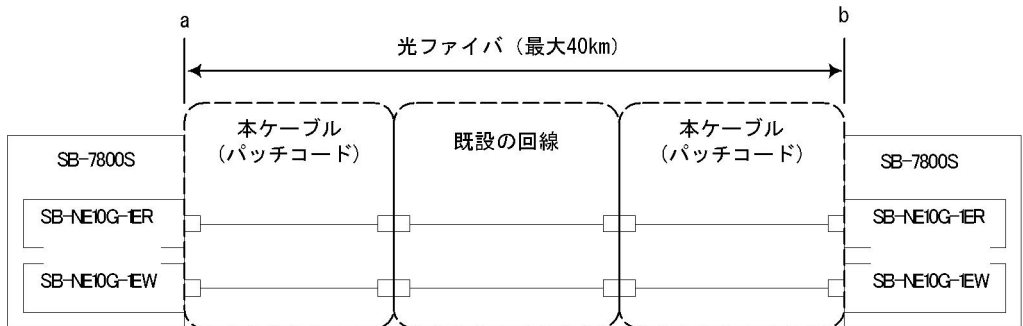 a
b
光ファイバ（最大40km）
本ケーブル
（パッチコード）
既設の回線
本ケーブル
（パッチコード）
SB-7800S
SB-7800S
SB-NE10G-1ER
SB-NE10G-1ER
SB-NE10G-1EW
SB-NE10G-1EW